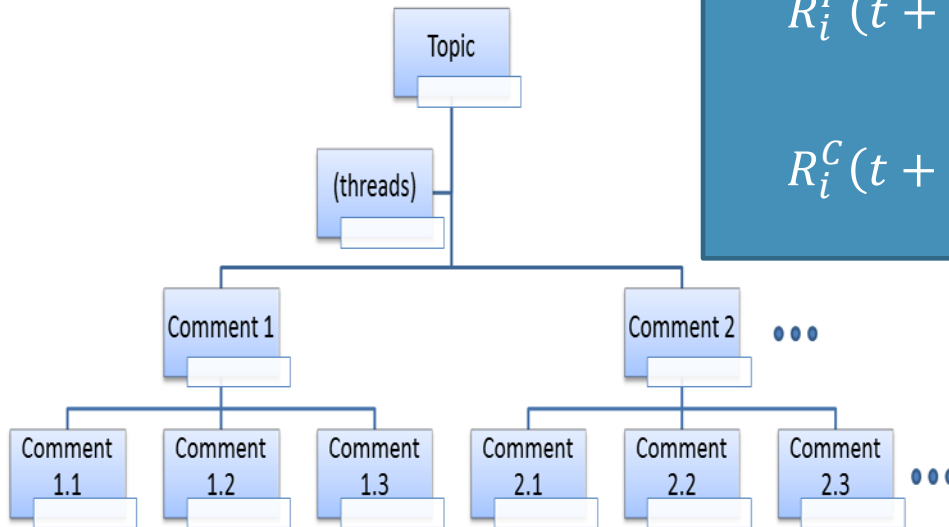 Topic
(threads)
R_i^C (t +
Comment 1
Comment 2
Comment
1.1
Comment
1.2
Comment
1.3
Comment
2.1
Comment
2.2
Comment
2.3